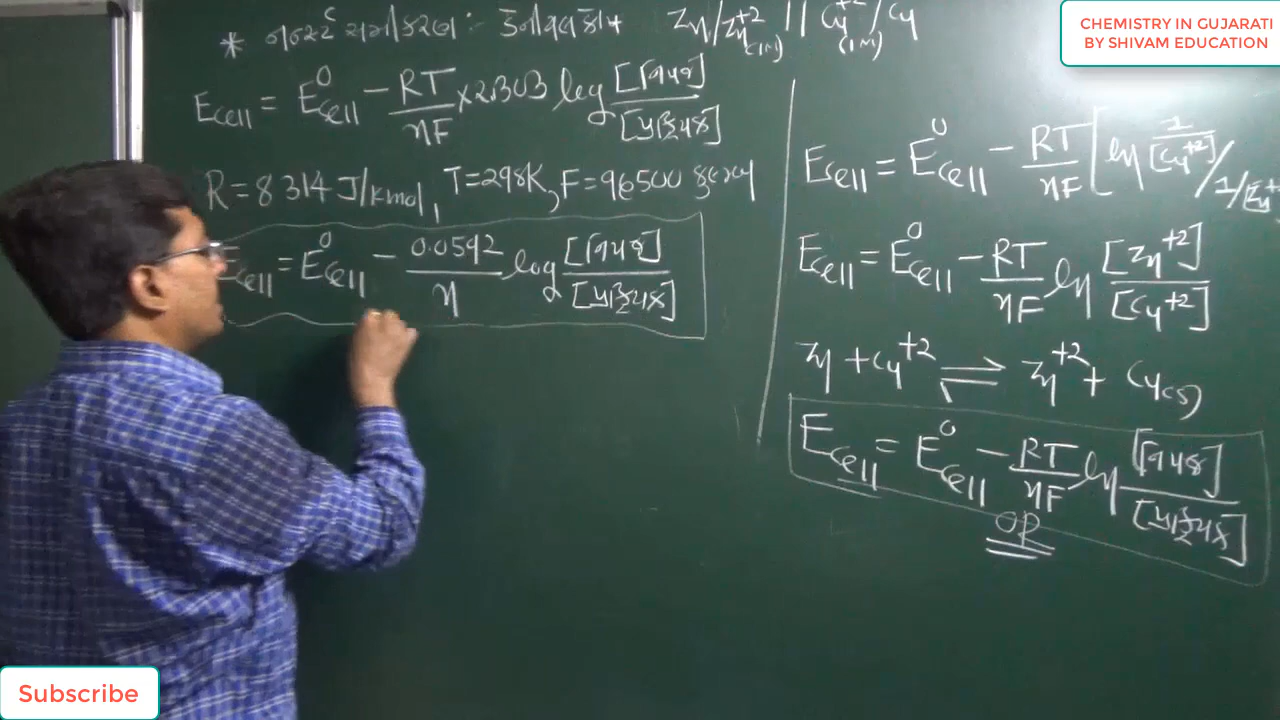 * નર્ન્સ્ટ સમીકરણ :- ડેનીયલ કોષ Zn/Zn⁺²(1M) || Cu⁺²(1M)/Cu
Ecell = E⁰cell − RT/nF × 2.303 log [નીપજ]/[પ્રક્રિયક]
R = 8.314 J/kmol, T=298K, F=96500 કુલમ્બ
Ecell = E⁰cell − 0.0592/n log [નીપજ]/[પ્રક્રિયક]
CHEMISTRY IN GUJARATI
BY SHIVAM EDUCATION
Ecell = E⁰cell − RT/nF [ln 1/[Cu⁺²] / 1/[Zn⁺
Ecell = E⁰cell − RT/nF ln [Zn⁺²]/[Cu⁺²]
Zn + Cu⁺² ⇌ Zn⁺² + Cu(s)
Ecell = E⁰cell − RT/nF ln [નીપજ]/[પ્રક્રિયક]
OR
Subscribe